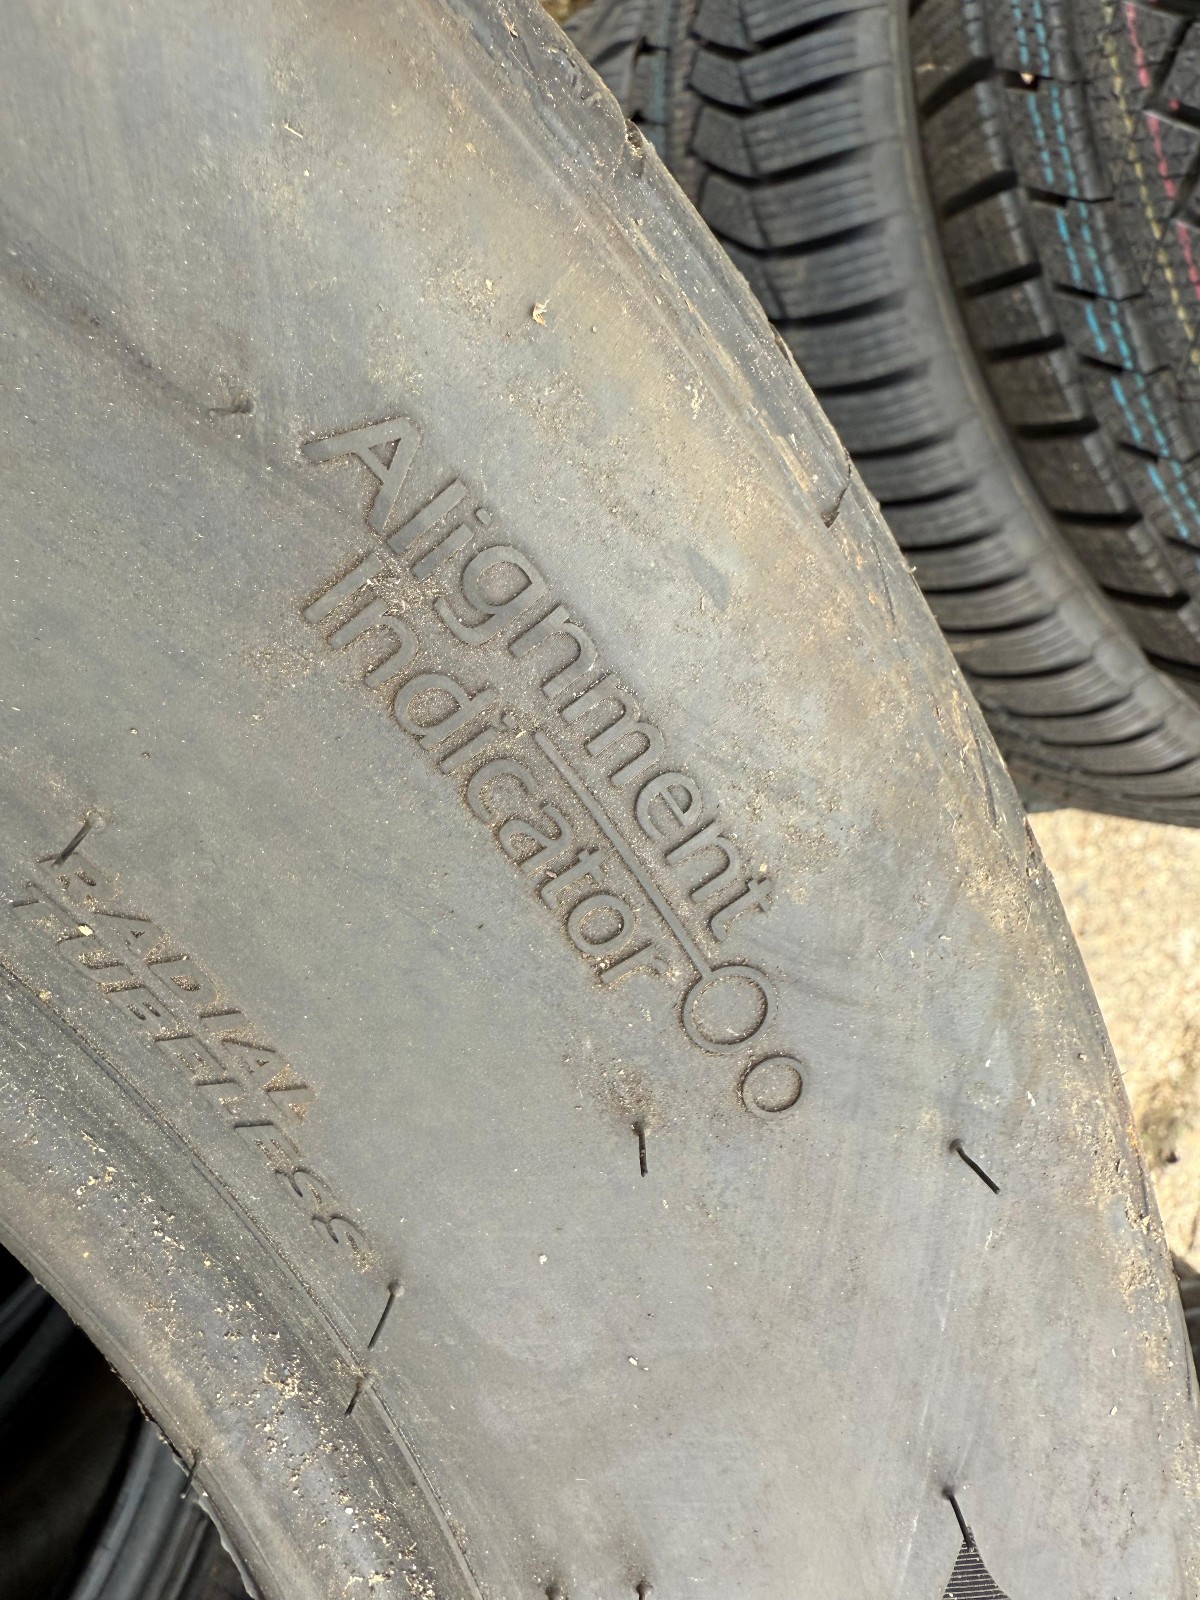 Alignment
Indicator
RADIAL
TUBELESS